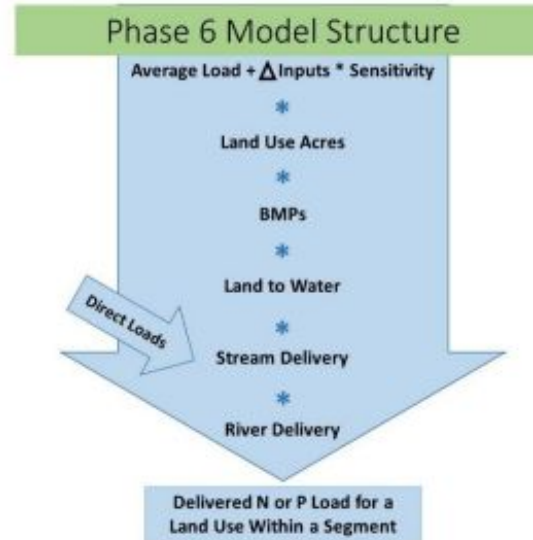 Phase 6 Model Structure
Average Load + Δ Inputs * Sensitivity
*
Land Use Acres
*
BMPs
*
Land to Water
*
Direct Loads
Stream Delivery
*
River Delivery
Delivered N or P Load for a
Land Use Within a Segment